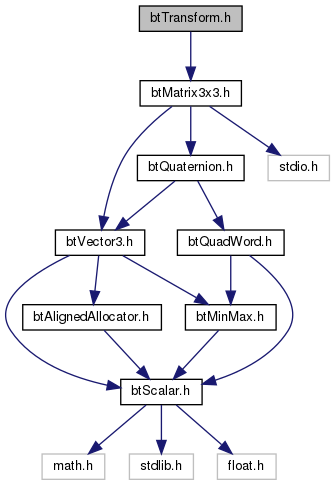 btTransform.h
btMatrix3x3.h
btQuaternion.h
stdio.h
btVector3.h
btQuadWord.h
btAlignedAllocator.h
btMinMax.h
btScalar.h
math.h
stdlib.h
float.h